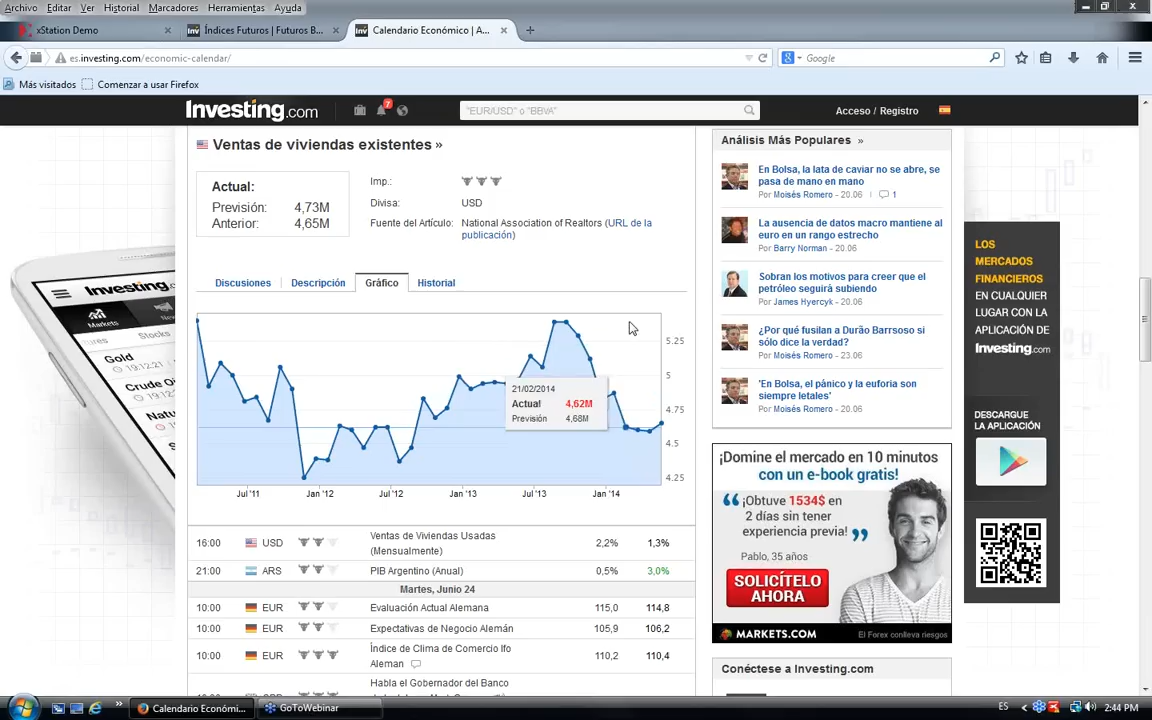 Archivo Editar Ver Historial Marcadores Herramientas Ayuda
xStation Demo
Índices Futuros | Futuros B...
Calendario Económico | A...
es.investing.com/economic-calendar/
Google
Más visitados
Comenzar a usar Firefox
Investing.com
7
"EUR/USD" ó "BBVA"
Acceso / Registro
Ventas de viviendas existentes »
Actual:
Previsión: 4,73M
Anterior: 4,65M
Imp.:
Divisa: USD
Fuente del Artículo: National Association of Realtors (URL de la
publicación)
Discusiones Descripción Gráfico Historial
5.25
5
4.75
4.5
4.25
21/02/2014
Actual 4,62M
Previsión 4,68M
Jul '11 Jan '12 Jul '12 Jan '13 Jul '13 Jan '14
16:00 USD Ventas de Viviendas Usadas
(Mensualmente) 2,2% 1,3%
21:00 ARS PIB Argentino (Anual) 0,5% 3,0%
Martes, Junio 24
10:00 EUR Evaluación Actual Alemana 115,0 114,8
10:00 EUR Expectativas de Negocio Alemán 105,9 106,2
10:00 EUR Índice de Clima de Comercio Ifo
Aleman 110,2 110,4
Habla el Gobernador del Banco
Análisis Más Populares »
En Bolsa, la lata de caviar no se abre, se
pasa de mano en mano
Por Moisés Romero - 20.06 | 1
La ausencia de datos macro mantiene al
euro en un rango estrecho
Por Barry Norman - 20.06
Sobran los motivos para creer que el
petróleo seguirá subiendo
Por James Hyerczyk - 20.06
¿Por qué fusilan a Durão Barrsoso si
sólo dice la verdad?
Por Moisés Romero - 23.06
'En Bolsa, el pánico y la euforia son
siempre letales'
Por Moisés Romero - 20.06
¡Domine el mercado en 10 minutos
con un e-book gratis!
“¡Obtuve 1534$ en
2 días sin tener
experiencia previa!”
Pablo, 35 años
SOLICÍTELO
AHORA
MARKETS.COM
El Forex conlleva riesgos
Conéctese a Investing.com
LOS
MERCADOS
FINANCIEROS
EN CUALQUIER
LUGAR CON LA
APLICACIÓN DE
Investing.com
DESCARGUE
LA APLICACIÓN
Investing
Markets
Stocks
Gold
19:12:21
Crude O
Natu
Calendario Económi...
GoToWebinar
ES
2:44 PM